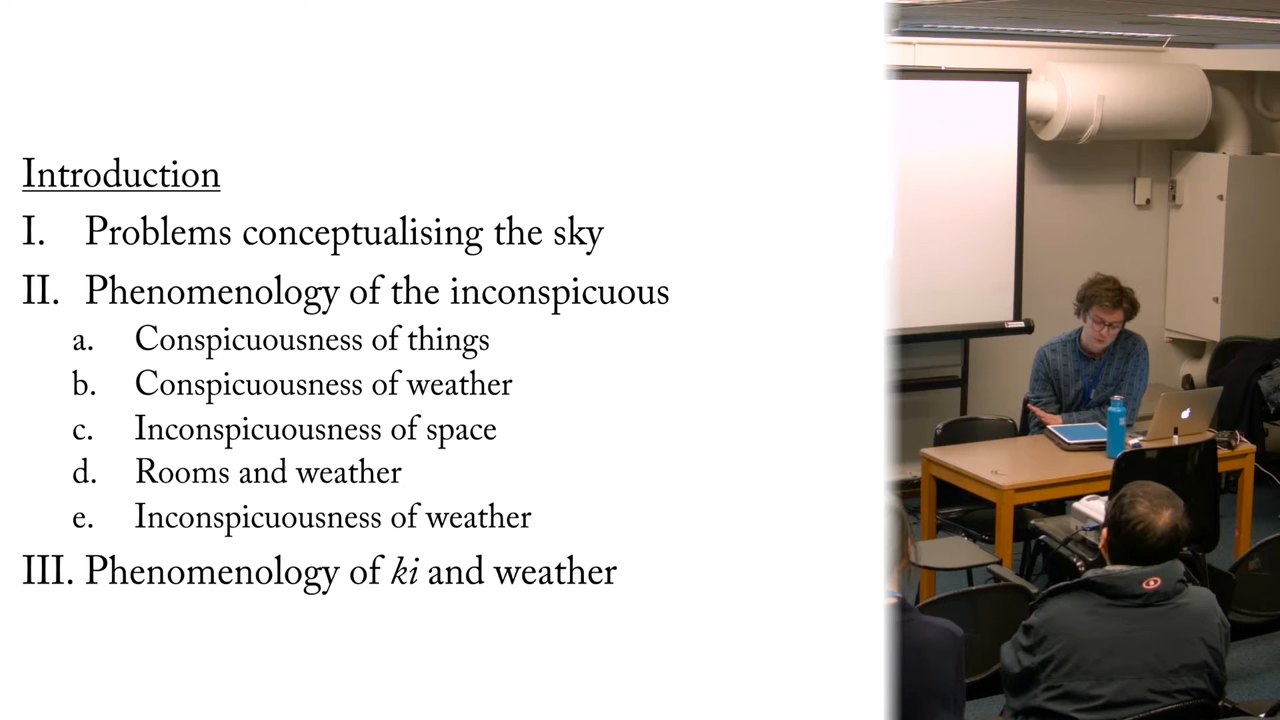 Introduction
I. Problems conceptualising the sky
II. Phenomenology of the inconspicuous
a. Conspicuousness of things
b. Conspicuousness of weather
c. Inconspicuousness of space
d. Rooms and weather
e. Inconspicuousness of weather
III. Phenomenology of ki and weather